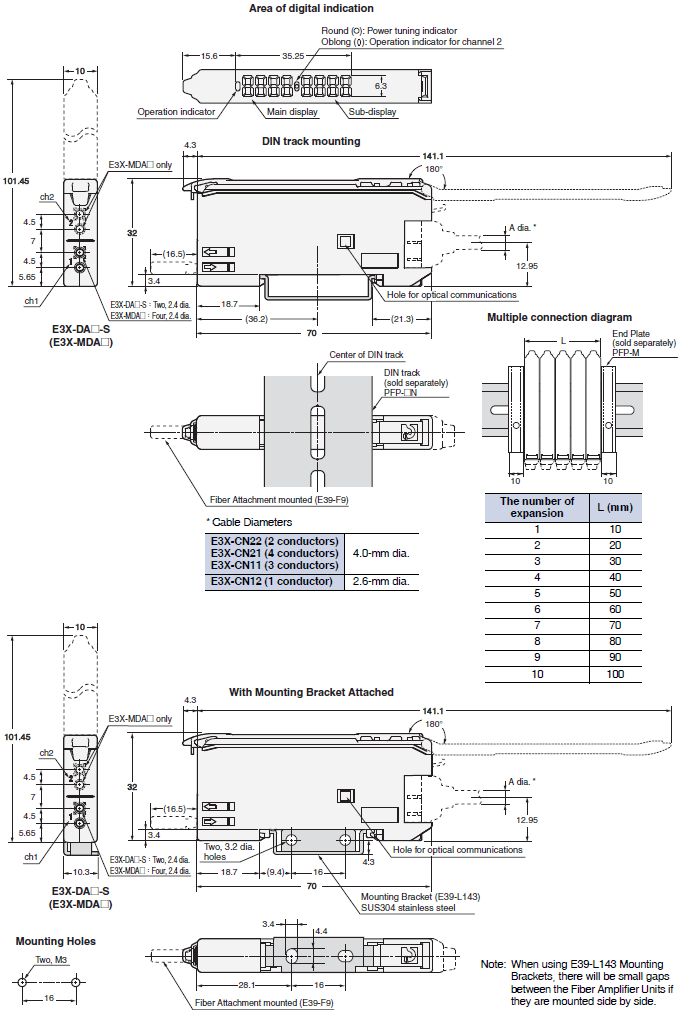 Area of digital indication
Round (○): Power tuning indicator
Oblong (0): Operation indicator for channel 2
15.6
35.25
6.3
Operation indicator
Main display
Sub-display
10
E3X-MDA□ only
101.45
ch2
2
4.5
7
4.5
1
5.65
ch1
E3X-DA□-S : Two, 2.4 dia.
E3X-MDA□ : Four, 2.4 dia.
E3X-DA□-S
(E3X-MDA□)
DIN track mounting
4.3
141.1
180°
32
A dia. *
(16.5)
12.95
3.4
Hole for optical communications
18.7
(36.2)
(21.3)
70
Center of DIN track
DIN track
(sold separately)
PFP-□N
Fiber Attachment mounted (E39-F9)
Multiple connection diagram
L
End Plate
(sold separately)
PFP-M
10
10
* Cable Diameters
E3X-CN22 (2 conductors)
E3X-CN21 (4 conductors)
E3X-CN11 (3 conductors)
4.0-mm dia.
E3X-CN12 (1 conductor)
2.6-mm dia.
The number of expansion
L (mm)
1 10
2 20
3 30
4 40
5 50
6 60
7 70
8 80
9 90
10 100
10
E3X-MDA□ only
101.45
ch2
2
4.5
7
4.5
1
5.65
ch1
E3X-DA□-S : Two, 2.4 dia.
E3X-MDA□ : Four, 2.4 dia.
10.3
E3X-DA□-S
(E3X-MDA□)
With Mounting Bracket Attached
4.3
141.1
180°
32
A dia. *
(16.5)
12.95
3.4
Two, 3.2 dia.
holes
Hole for optical communications
4.3
18.7
(9.4)
16
70
Mounting Bracket (E39-L143)
SUS304 stainless steel
Mounting Holes
Two, M3
16
3.4
4.4
28.1
16
Fiber Attachment mounted (E39-F9)
Note: When using E39-L143 Mounting
Brackets, there will be small gaps
between the Fiber Amplifier Units if
they are mounted side by side.